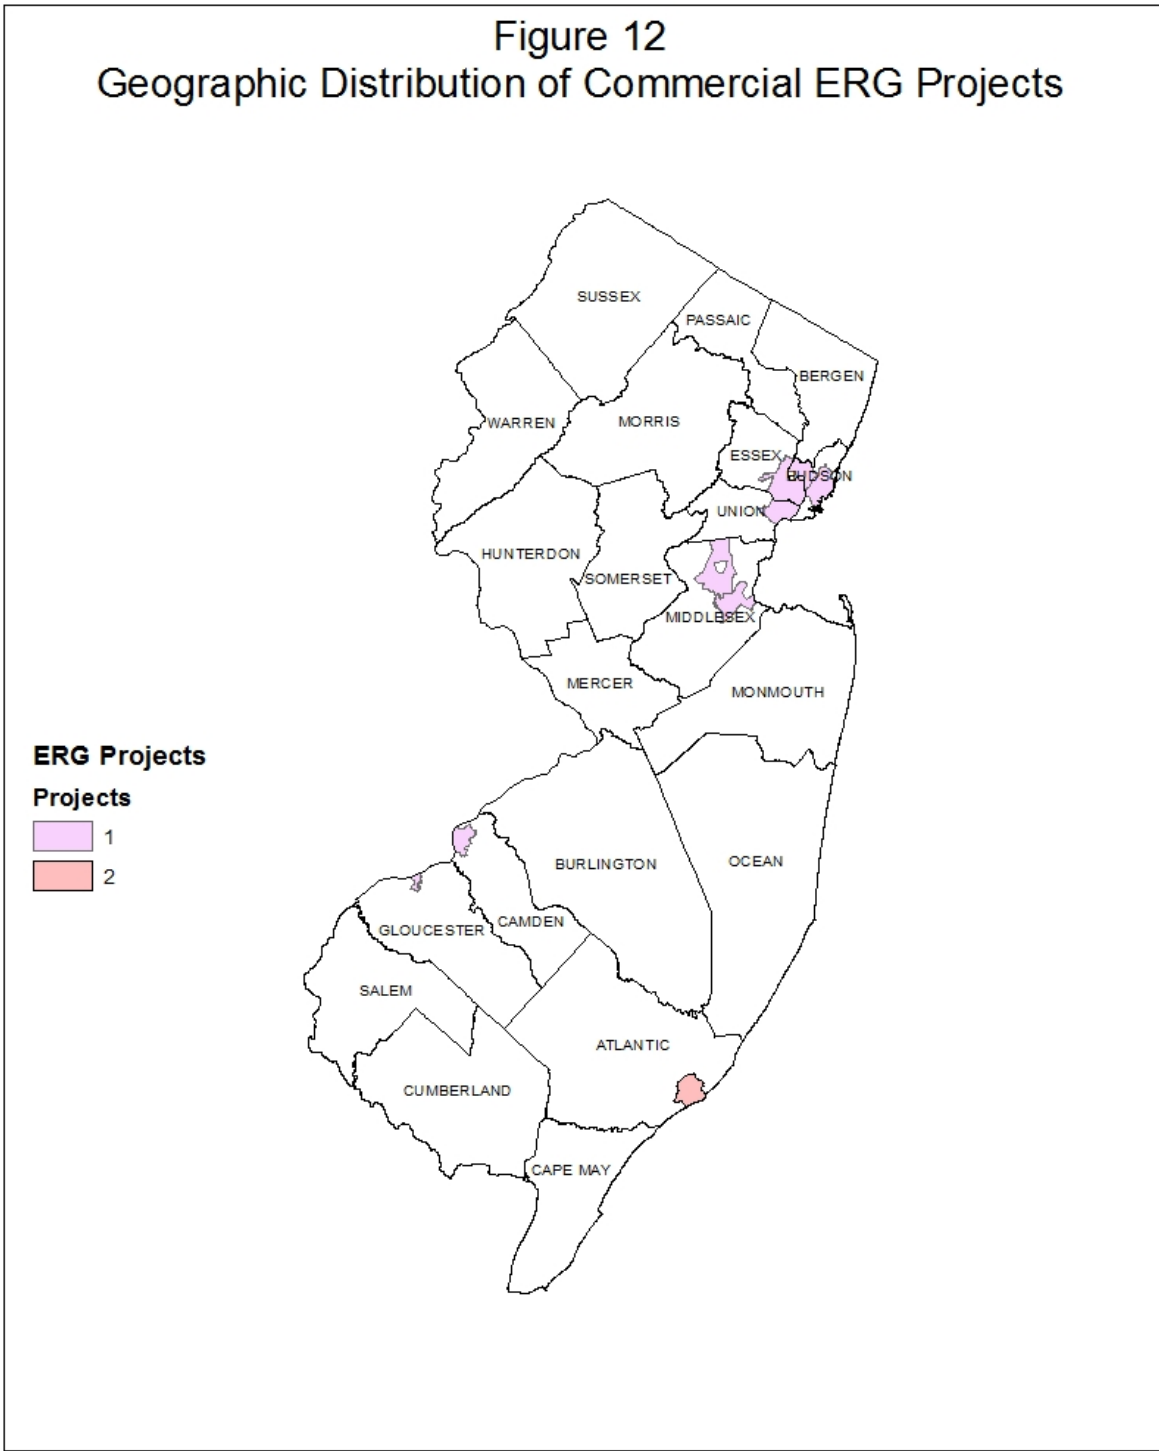 Figure 12
Geographic Distribution of Commercial ERG Projects
SUSSEX
PASSAIC
BERGEN
WARREN
MORRIS
ESSEX
HUDSON
UNION
HUNTERDON
SOMERSET
MIDDLESEX
MERCER
MONMOUTH
ERG Projects
Projects
1
2
BURLINGTON
OCEAN
CAMDEN
GLOUCESTER
SALEM
ATLANTIC
CUMBERLAND
CAPE MAY